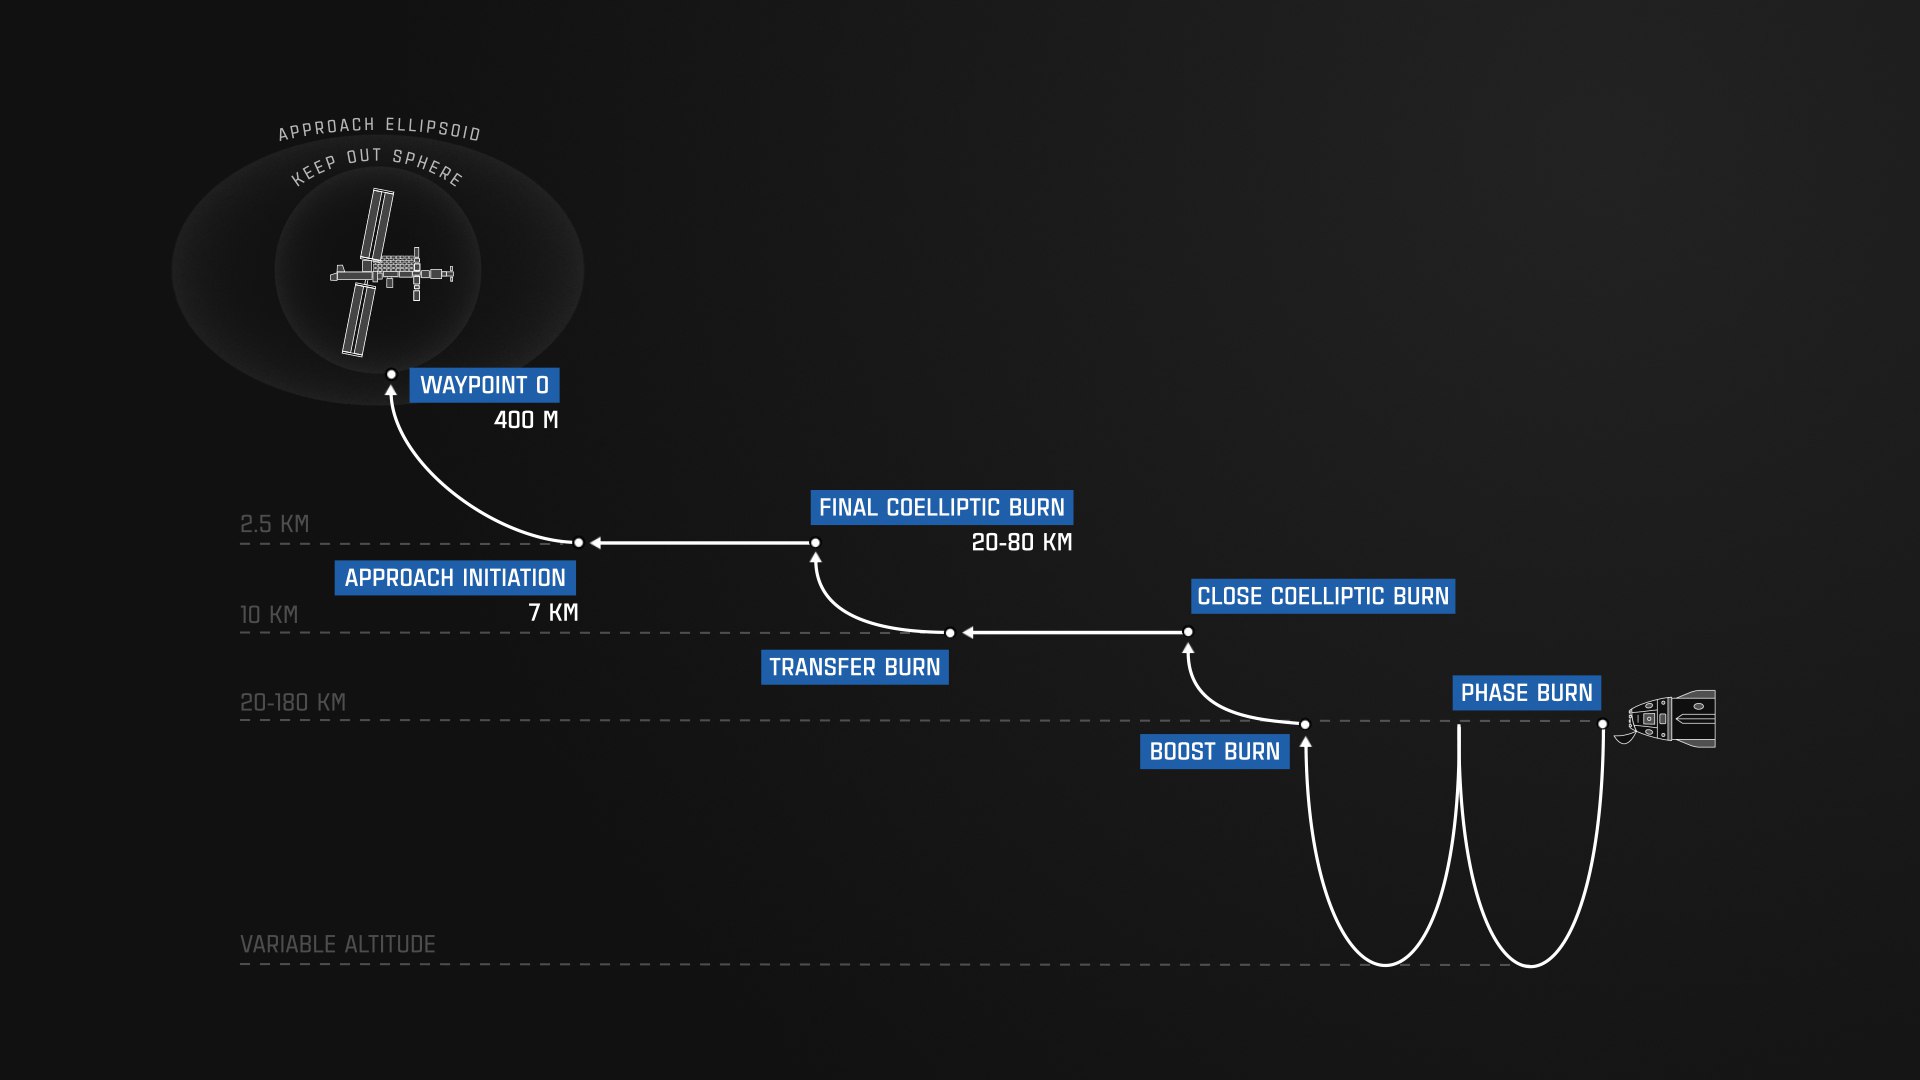 APPROACH ELLIPSOID
KEEP OUT SPHERE
WAYPOINT 0
400 M
2.5 KM
FINAL COELLIPTIC BURN
20-80 KM
APPROACH INITIATION
7 KM
10 KM
CLOSE COELLIPTIC BURN
TRANSFER BURN
20-180 KM
PHASE BURN
BOOST BURN
VARIABLE ALTITUDE